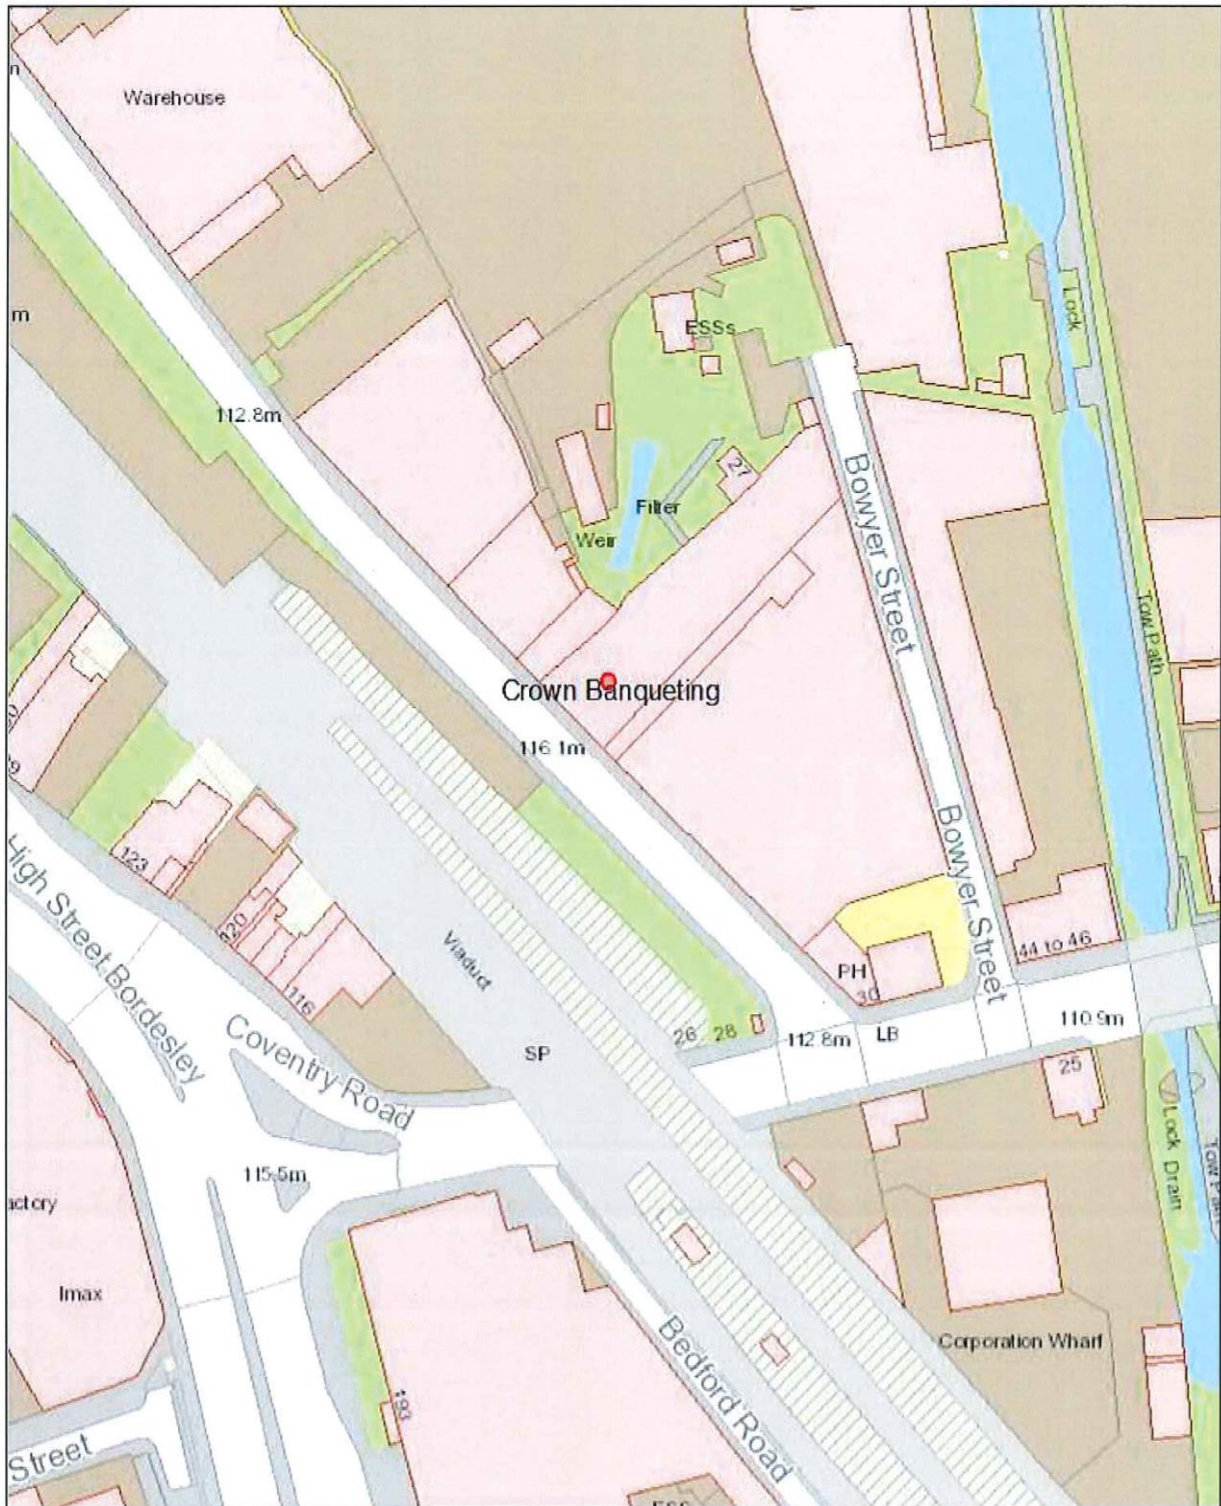 Warehouse
n
m
ESSs
Lock
112.8m
27
Filter
Weir
Bowyer Street
Tow Path
Crown Banqueting
116.1m
Bowyer Street
123
High Street Bordesley
120
Viaduct
44 to 46
PH
30
116
Coventry Road
26
28
112.8m
LB
110.9m
SP
25
Lock
Drain
115.5m
actory
Imax
Corporation Wharf
Bedford Road
193
Street